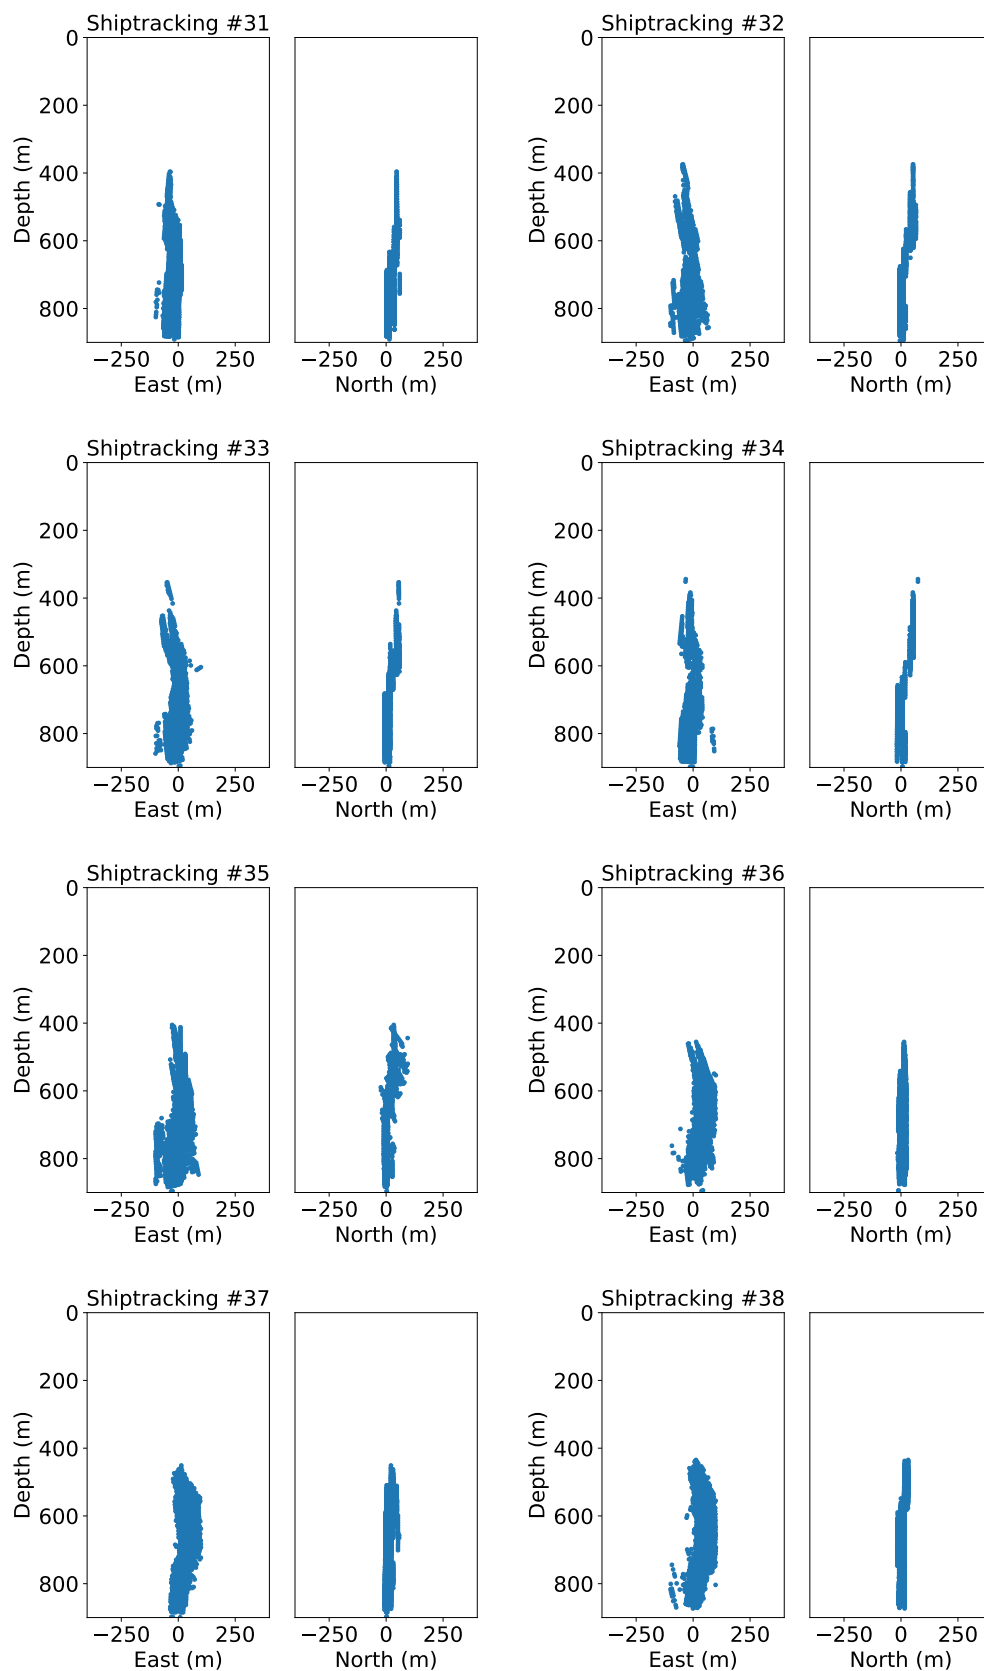 Shiptracking #31
Shiptracking #32
0
200
400
600
800
Depth (m)
−250 0 250
East (m)
−250 0 250
North (m)
0
200
400
600
800
Depth (m)
−250 0 250
East (m)
−250 0 250
North (m)
Shiptracking #33
Shiptracking #34
0
200
400
600
800
Depth (m)
−250 0 250
East (m)
−250 0 250
North (m)
0
200
400
600
800
Depth (m)
−250 0 250
East (m)
−250 0 250
North (m)
Shiptracking #35
Shiptracking #36
0
200
400
600
800
Depth (m)
−250 0 250
East (m)
−250 0 250
North (m)
0
200
400
600
800
Depth (m)
−250 0 250
East (m)
−250 0 250
North (m)
Shiptracking #37
Shiptracking #38
0
200
400
600
800
Depth (m)
−250 0 250
East (m)
−250 0 250
North (m)
0
200
400
600
800
Depth (m)
−250 0 250
East (m)
−250 0 250
North (m)